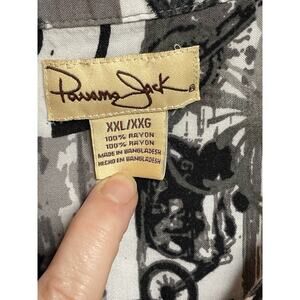 Panama Jack®
XXL/XXG
100% RAYON
100% RAYON
MADE IN BANGLADESH
HECHO EN BANGLADESH